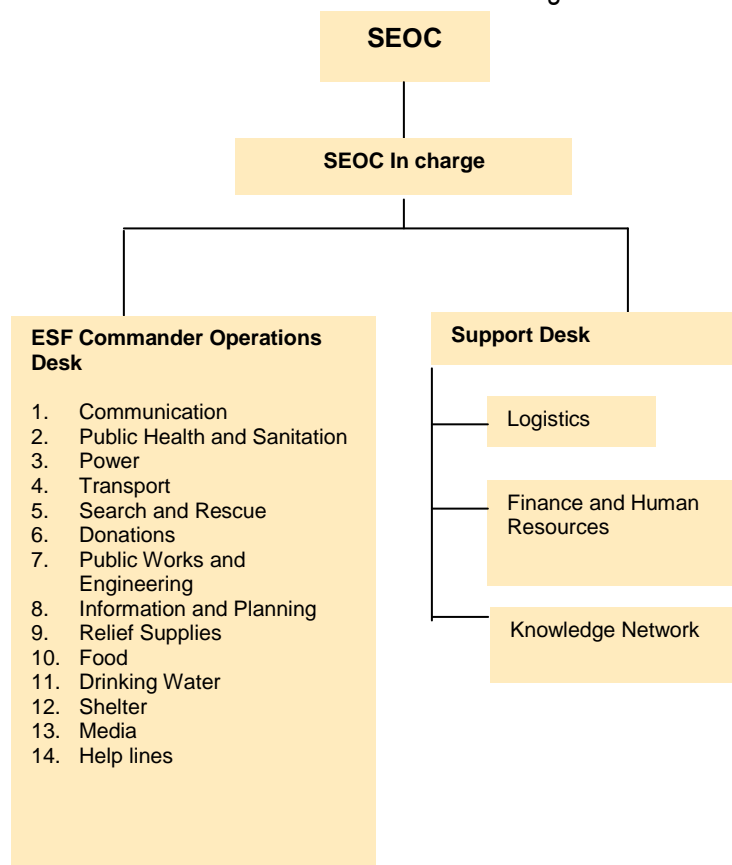 SEOC
SEOC In charge
ESF Commander Operations
Desk
1. Communication
2. Public Health and Sanitation
3. Power
4. Transport
5. Search and Rescue
6. Donations
7. Public Works and
Engineering
8. Information and Planning
9. Relief Supplies
10. Food
11. Drinking Water
12. Shelter
13. Media
14. Help lines
Support Desk
Logistics
Finance and Human
Resources
Knowledge Network